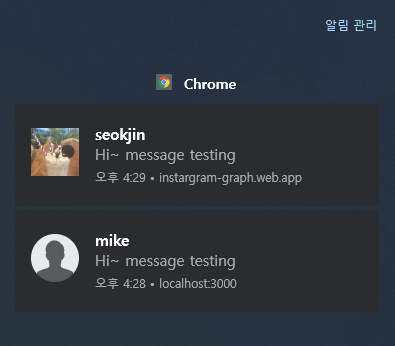 알림 관리
Chrome
seokjin
Hi~ message testing
오후 4:29 • instargram-graph.web.app
mike
Hi~ message testing
오후 4:28 • localhost:3000